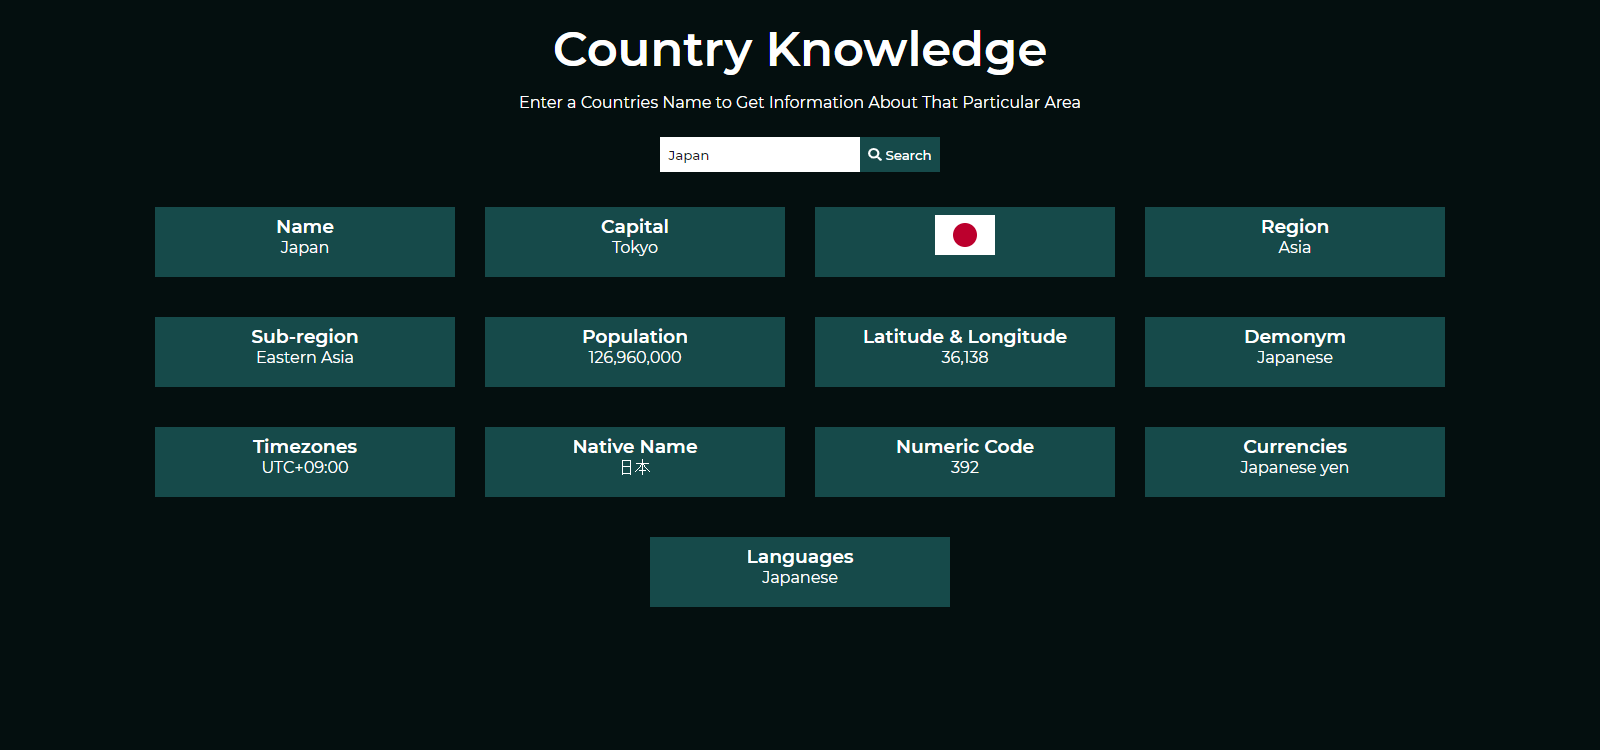 Country Knowledge
Enter a Countries Name to Get Information About That Particular Area
Japan
Search
Name
Japan
Capital
Tokyo
Region
Asia
Sub-region
Eastern Asia
Population
126,960,000
Latitude & Longitude
36,138
Demonym
Japanese
Timezones
UTC+09:00
Native Name
日本
Numeric Code
392
Currencies
Japanese yen
Languages
Japanese